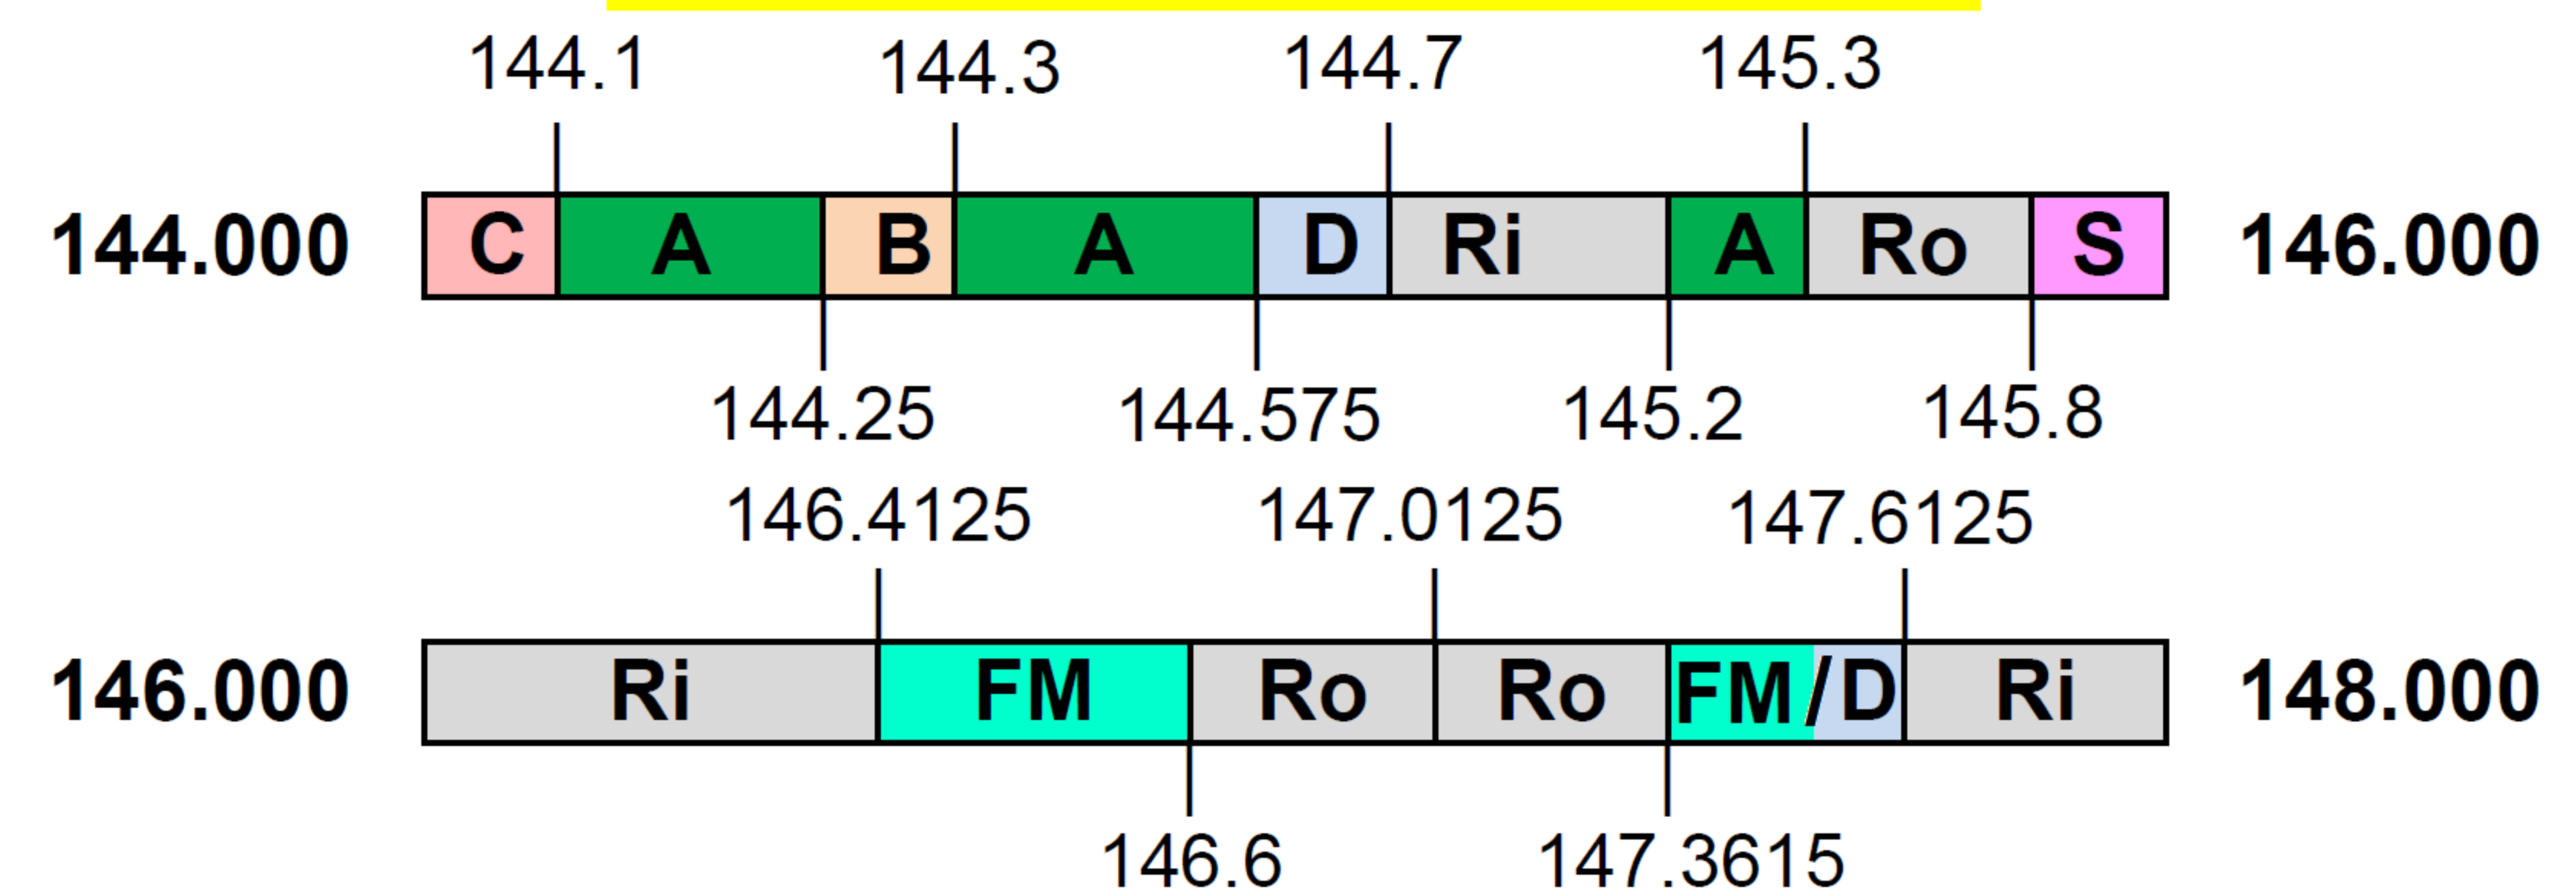 144.1 144.3 144.7 145.3
144.000 C A B A D Ri A Ro S 146.000
144.25 144.575 145.2 145.8
146.4125 147.0125 147.6125
146.000 Ri FM Ro Ro FM/D Ri 148.000
146.6 147.3615